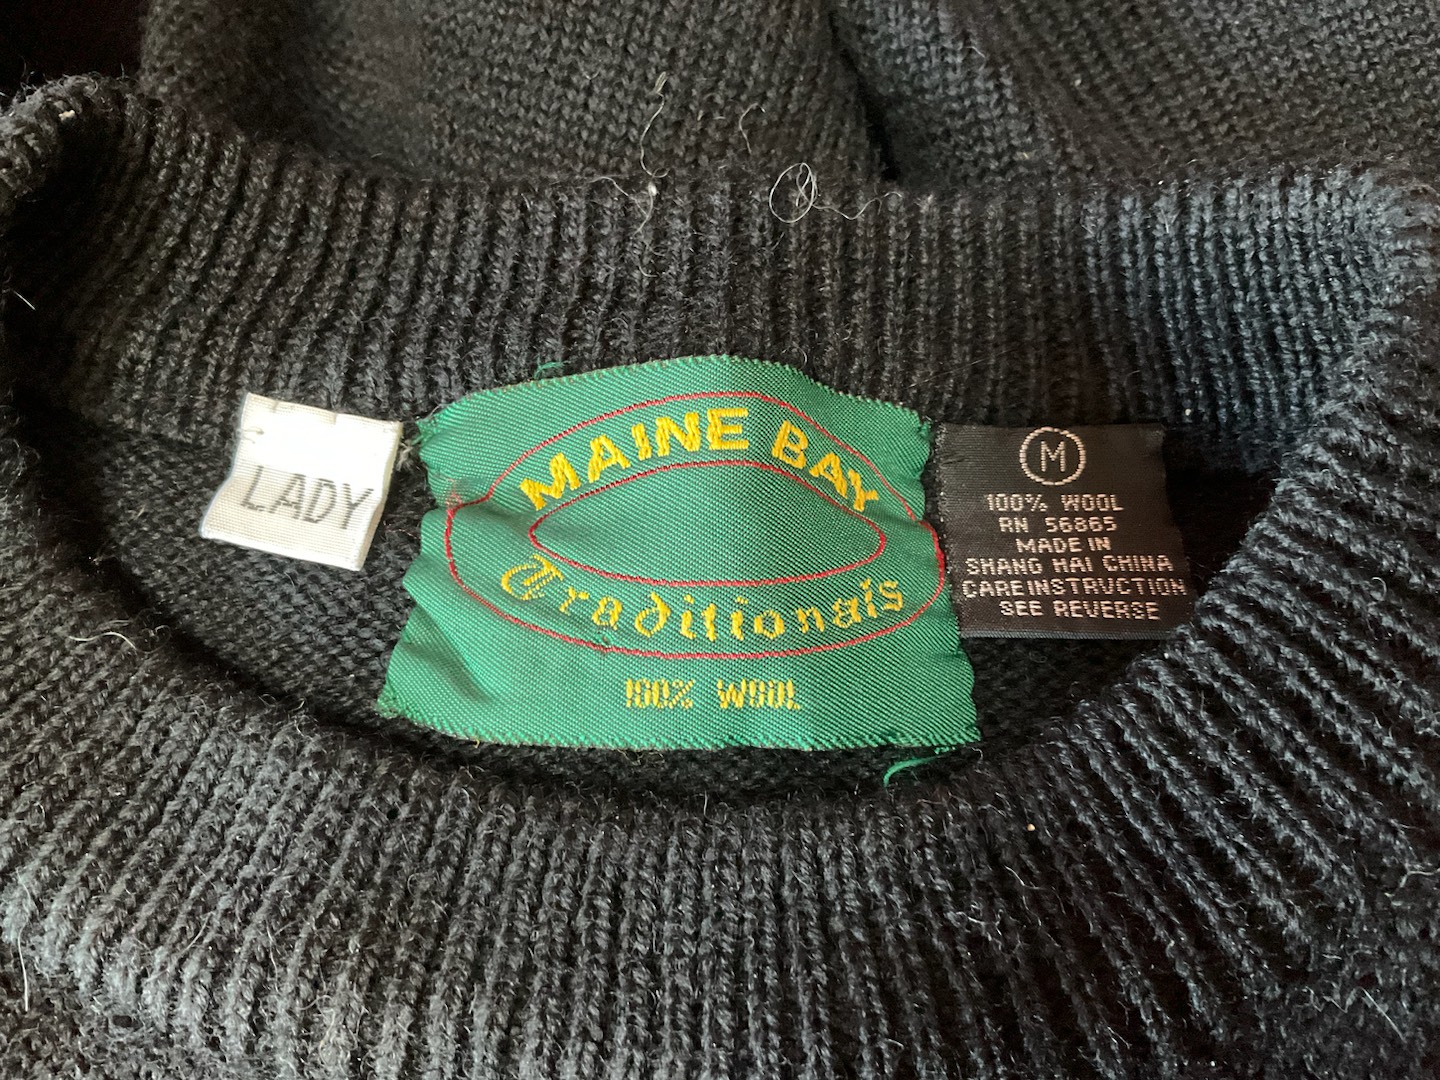 LADY
MAINE BAY
Traditionals
100% WOOL
M
100% WOOL
RN 56865
MADE IN
SHANG HAI CHINA
CARE INSTRUCTION
SEE REVERSE